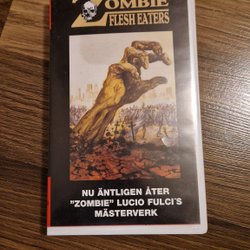 ZOMBIE
FLESH EATERS
NU ÄNTLIGEN ÅTER
"ZOMBIE" LUCIO FULCI'S
MÄSTERVERK